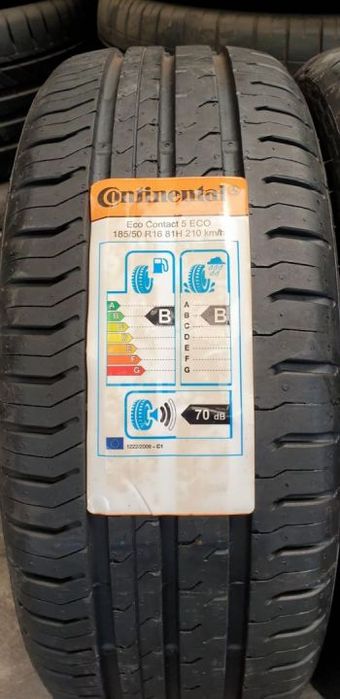 Continental
Eco Contact 5 ECO
185/50 R16 81H 210 km/h
A
B
C
E
F
G
B
A
B
C
D
E
F
G
B
70 dB
1222/2009 - C1